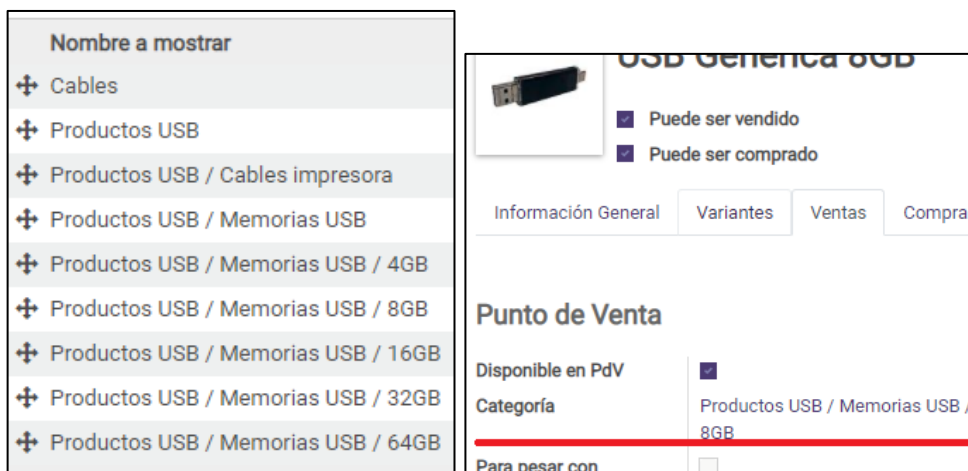 Nombre a mostrar
Cables
Productos USB
Productos USB / Cables impresora
Productos USB / Memorias USB
Productos USB / Memorias USB / 4GB
Productos USB / Memorias USB / 8GB
Productos USB / Memorias USB / 16GB
Productos USB / Memorias USB / 32GB
Productos USB / Memorias USB / 64GB
USB Generica 8GB
Puede ser vendido
Puede ser comprado
Información General Variantes Ventas Compra
Punto de Venta
Disponible en PdV
Categoría Productos USB / Memorias USB /
8GB
Para pesar con